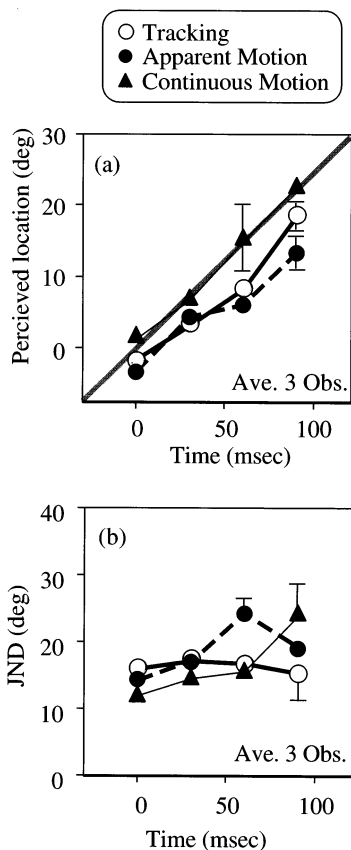 Tracking
Apparent Motion
Continuous Motion
30
20
10
0
Percieved location (deg)
(a)
Ave. 3 Obs.
0 50 100
Time (msec)
40
30
20
10
0
JND (deg)
(b)
Ave. 3 Obs.
0 50 100
Time (msec)